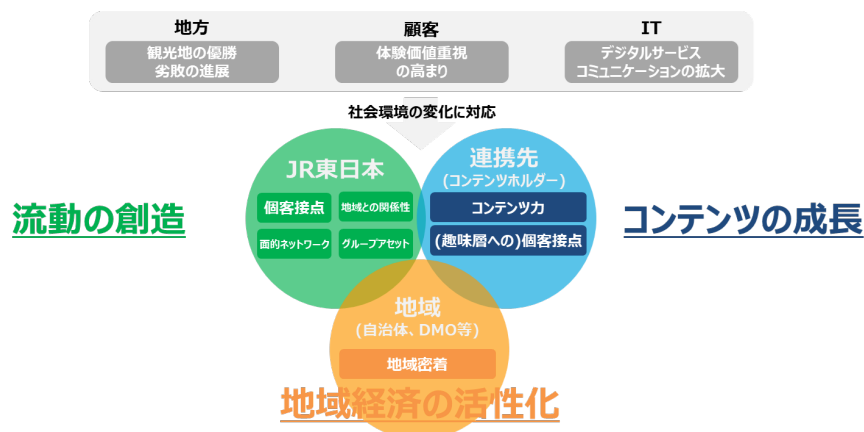 地方
顧客
IT
観光地の優勝
劣敗の進展
体験価値重視
の高まり
デジタルサービス
コミュニケーションの拡大
社会環境の変化に対応
JR東日本
連携先
(コンテンツホルダー)
個客接点
地域との関係性
コンテンツ力
流動の創造
コンテンツの成長
面的ネットワーク
グループアセット
(趣味層への)個客接点
地域
(自治体、DMO等)
地域密着
地域経済の活性化